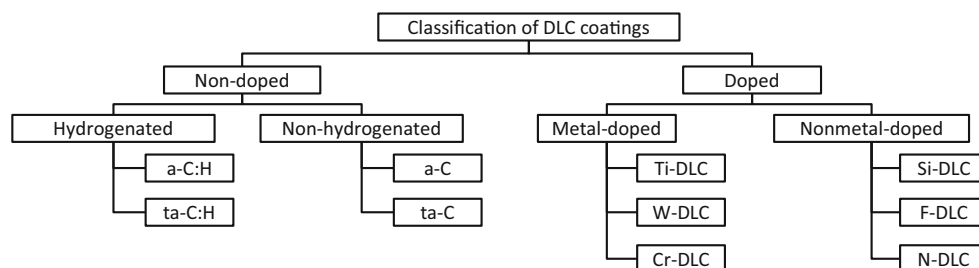 Classification of DLC coatings
Non-doped
Doped
Hydrogenated
Non-hydrogenated
Metal-doped
Nonmetal-doped
a-C:H
a-C
Ti-DLC
Si-DLC
ta-C:H
ta-C
W-DLC
F-DLC
Cr-DLC
N-DLC